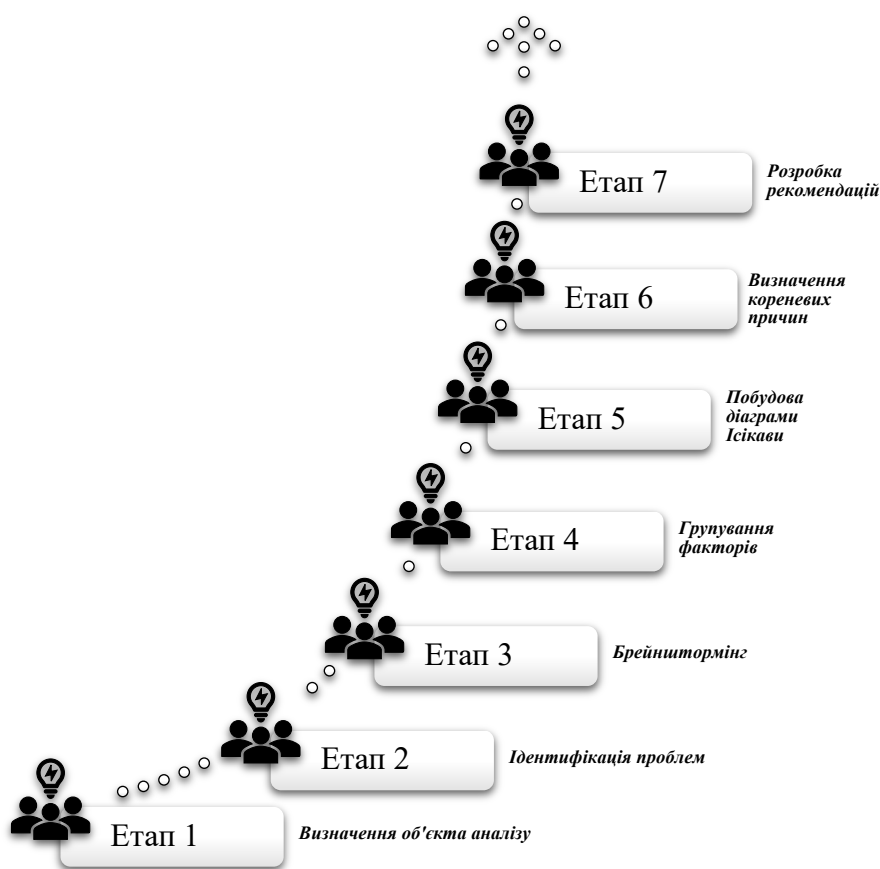 Етап 7
Розробка
рекомендацій
Етап 6
Визначення
кореневих
причин
Етап 5
Побудова
діаграми
Ісікави
Етап 4
Групування
факторів
Етап 3
Брейнштормінг
Етап 2
Ідентифікація проблем
Етап 1
Визначення об'єкта аналізу